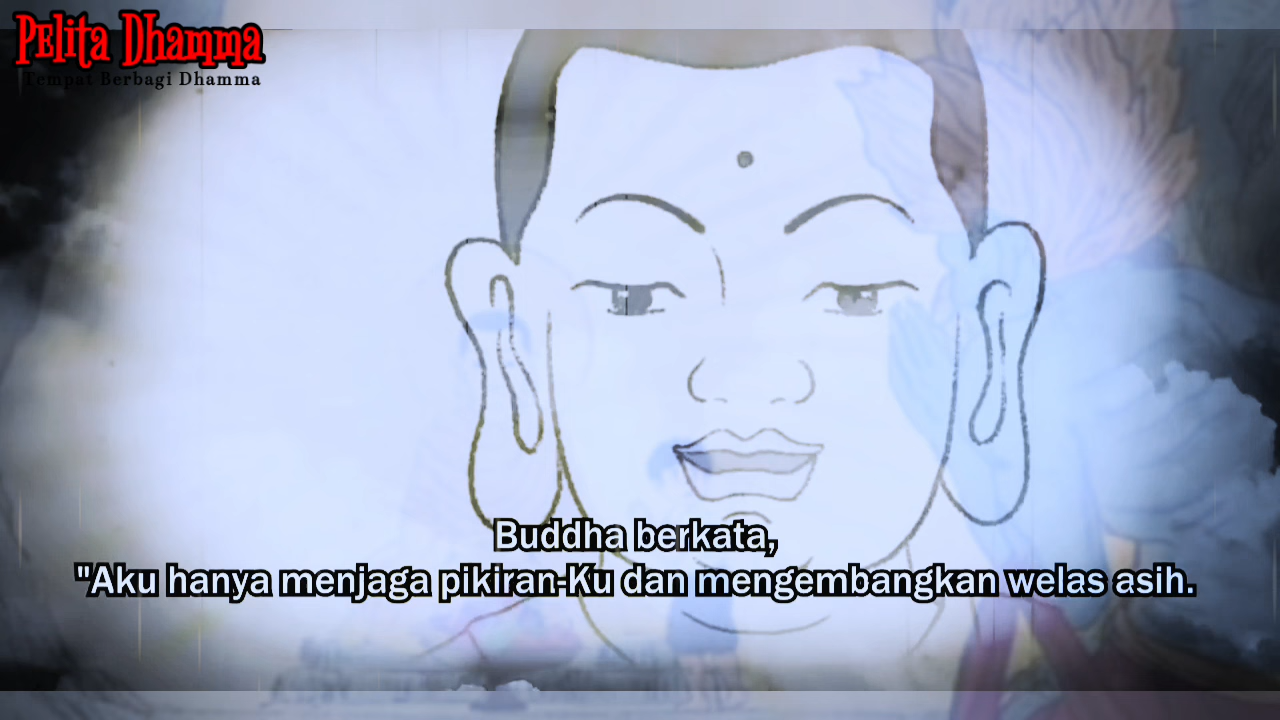 Pelita Dhamma
Tempat Berbagi Dhamma
Buddha berkata,
"Aku hanya menjaga pikiran-Ku dan mengembangkan welas asih.